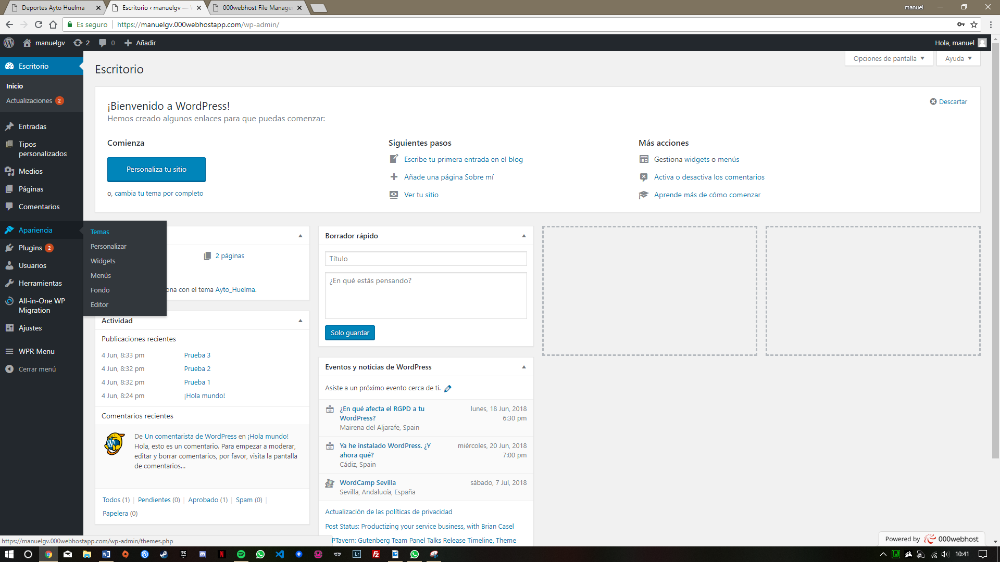 Deportes Ayto Huelma
Escritorio ‹ manuelgv —
000webhost File Manage
manuel
Es seguro
https://manuelgv.000webhostapp.com/wp-admin/
manuelgv
2
0
Añadir
Hola, manuel
Escritorio
Inicio
Actualizaciones 2
Entradas
Tipos
personalizados
Medios
Páginas
Comentarios
Apariencia
Plugins 2
Usuarios
Herramientas
All-in-One WP
Migration
Ajustes
WPR Menu
Cerrar menú
Temas
Personalizar
Widgets
Menús
Fondo
Editor
Escritorio
Opciones de pantalla
Ayuda
¡Bienvenido a WordPress!
Hemos creado algunos enlaces para que puedas comenzar:
Descartar
Comienza
Personaliza tu sitio
o, cambia tu tema por completo
Siguientes pasos
Escribe tu primera entrada en el blog
Añade una página Sobre mí
Ver tu sitio
Más acciones
Gestiona widgets o menús
Activa o desactiva los comentarios
Aprende más de cómo comenzar
2 páginas
ona con el tema Ayto_Huelma.
Actividad
Publicaciones recientes
4 Jun, 8:33 pm Prueba 3
4 Jun, 8:32 pm Prueba 2
4 Jun, 8:32 pm Prueba 1
4 Jun, 8:24 pm ¡Hola mundo!
Comentarios recientes
De Un comentarista de WordPress en ¡Hola mundo!
Hola, esto es un comentario. Para empezar a moderar,
editar y borrar comentarios, por favor, visita la pantalla
de comentarios…
Todos (1) | Pendientes (0) | Aprobado (1) | Spam (0) |
Papelera (0)
Borrador rápido
Título
¿En qué estás pensando?
Solo guardar
Eventos y noticias de WordPress
Asiste a un próximo evento cerca de ti.
¿En qué afecta el RGPD a tu
WordPress?
Mairena del Aljarafe, Spain
lunes, 18 Jun, 2018
6:30 pm
Ya he instalado WordPress. ¿Y
ahora qué?
Cádiz, Spain
miércoles, 20 Jun, 2018
7:00 pm
WordCamp Sevilla
Sevilla, Andalucía, España
sábado, 7 Jul, 2018
Actualización de las políticas de privacidad
Post Status: Productizing your service business, with Brian Casel
PTavern: Gutenberg Team Panel Talks Release Timeline, Theme
https://manuelgv.000webhostapp.com/wp-admin/themes.php
Powered by 000webhost
EPIC
Lr
10:41